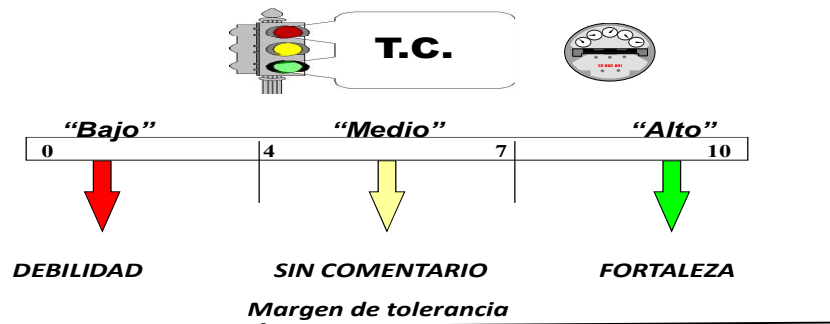 T.C.
“Bajo” “Medio” “Alto”
0 4 7 10
DEBILIDAD SIN COMENTARIO FORTALEZA
Margen de tolerancia